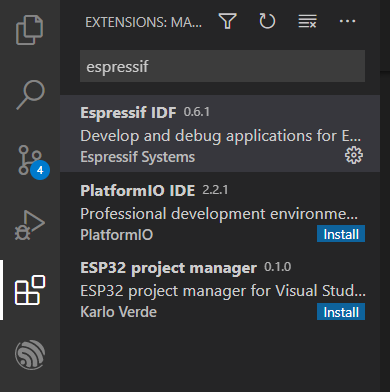 EXTENSIONS: MA...
espressif
4
Espressif IDF 0.6.1
Develop and debug applications for E...
Espressif Systems
PlatformIO IDE 2.2.1
Professional development environme...
PlatformIO
Install
ESP32 project manager 0.1.0
ESP32 project manager for Visual Stud...
Karlo Verde
Install